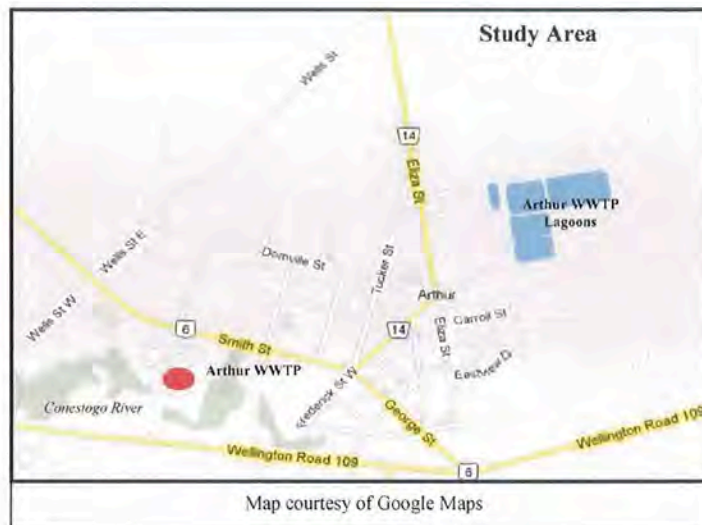 Study Area
Wells St
14
Eliza St
Arthur WWTP
Lagoons
Wells St E
Domville St
Tucker St
Wells St W
Arthur
6
Smith St
14
Eliza St
Carroll St
Arthur WWTP
Frederick St W
Eastview D
Conestogo River
George St
Wellington Road 109
Wellington Road 109
6
Map courtesy of Google Maps